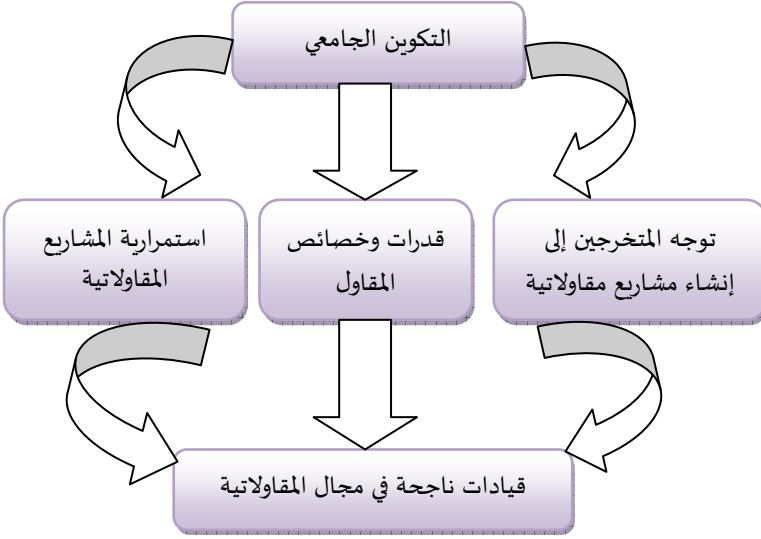 التكوين الجامعي
توجه المتخرجين إلى
إنشاء مشاريع مقاولاتية
قدرات وخصائص
المقاول
استمرارية المشاريع
المقاولاتية
قيادات ناجحة في مجال المقاولاتية